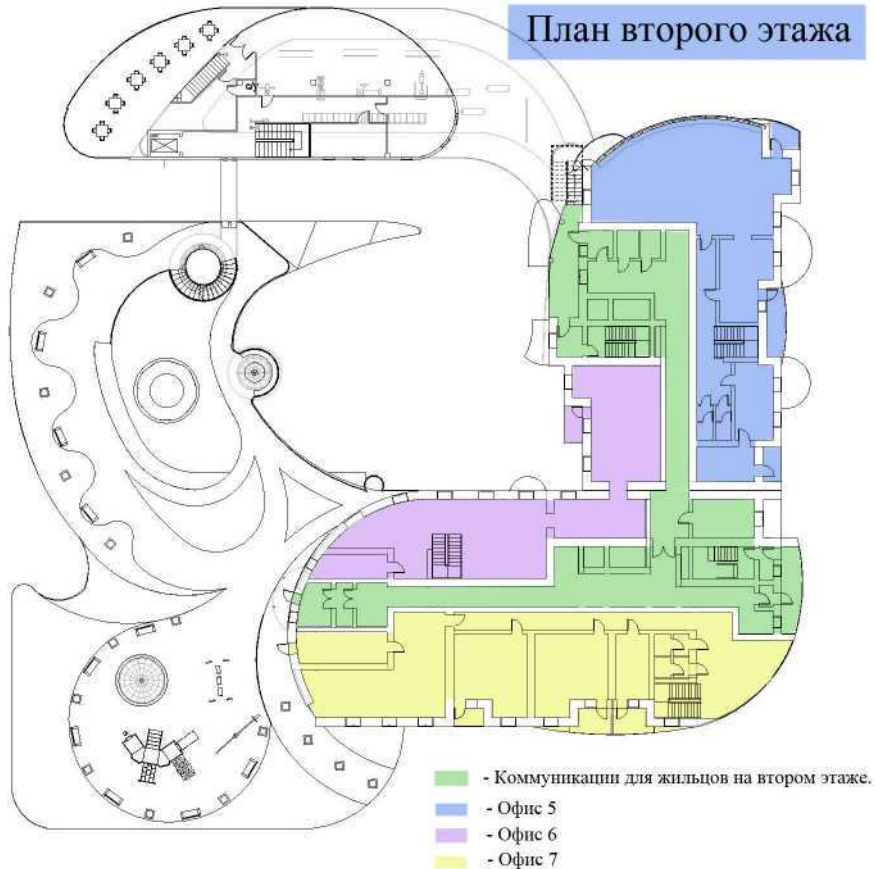 План второго этажа
- Коммуникации для жильцов на втором этаже.
- Офис 5
- Офис 6
- Офис 7